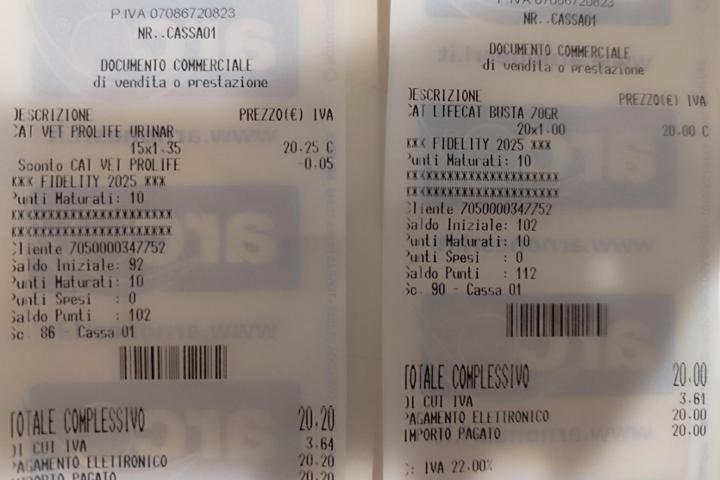 P.IVA 07086720823
NR..CASSA01
DOCUMENTO COMMERCIALE
di vendita o prestazione
DESCRIZIONE PREZZO(€) IVA
CAT VET PROLIFE URINAR
15x1.35 20.25 C
Sconto CAT VET PROLIFE -0.05
*** FIDELITY 2025 ***
Punti Maturati: 10
Cliente 7050000347752
Saldo Iniziale: 92
Punti Maturati: 10
Punti Spesi : 0
Saldo Punti : 102
Sc. 86 - Cassa 01
TOTALE COMPLESSIVO 20.20
DI CUI IVA 3.64
PAGAMENTO ELETTRONICO 20.20
IMPORTO PAGATO 20.20
P.IVA 07086720823
NR..CASSA01
DOCUMENTO COMMERCIALE
di vendita o prestazione
DESCRIZIONE PREZZO(€) IVA
CAT LIFECAT BUSTA 70GR
20x1.00 20.00 C
*** FIDELITY 2025 ***
Punti Maturati: 10
Cliente 7050000347752
Saldo Iniziale: 102
Punti Maturati: 10
Punti Spesi : 0
Saldo Punti : 112
Sc. 90 - Cassa 01
TOTALE COMPLESSIVO 20.00
DI CUI IVA 3.61
PAGAMENTO ELETTRONICO 20.00
IMPORTO PAGATO 20.00
C: IVA 22.00%